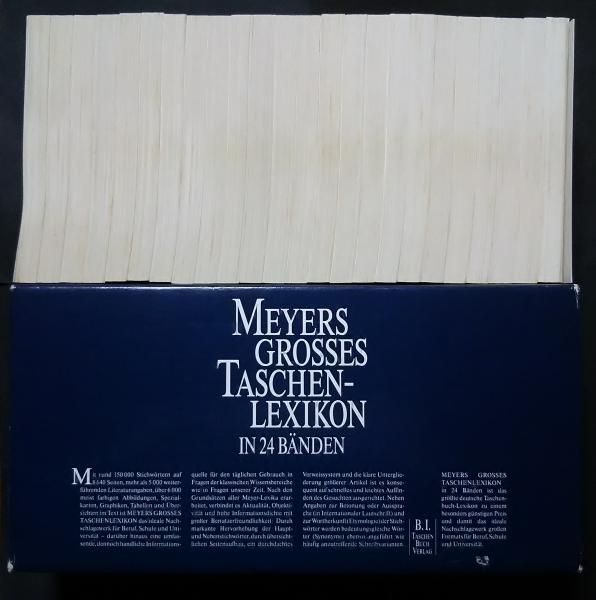 MEYERS
GROSSES
TASCHEN-
LEXIKON
IN 24 BÄNDEN
Mit rund 150 000 Stichwörtern auf
8 640 Seiten, mehr als 5 000 weiter-
führenden Literaturangaben, über 6 000
meist farbigen Abbildungen, Spezial-
karten, Graphiken, Tabellen und Über-
sichten im Text ist MEYERS GROSSES
TASCHENLEXIKON das ideale Nach-
schlagewerk für Beruf, Schule und Uni-
versität – darüber hinaus eine umfas-
sende, dennoch handliche Informations-
quelle für den täglichen Gebrauch in
Fragen der klassischen Wissensbereiche
wie in Fragen unserer Zeit. Nach den
Grundsätzen aller Meyer-Lexika erar-
beitet, verbindet es Aktualität, Objekti-
vität und hohe Informationsdichte mit
großer Benutzerfreundlichkeit. Durch
markante Hervorhebung der Haupt-
und Nebenstichwörter, durch übersicht-
lichen Seitenaufbau, ein durchdachtes
Verweissystem und die klare Unterglie-
derung größerer Artikel ist es konse-
quent auf schnelles und leichtes Auffin-
den des Gesuchten ausgerichtet. Neben
Angaben zur Betonung oder Ausspra-
che (in Internationaler Lautschrift) und
zur Wortherkunft (Etymologie) der Stich-
wörter werden bedeutungsgleiche Wör-
ter (Synonyme) ebenso angeführt wie
häufig anzutreffende Schreibvarianten.
MEYERS GROSSES
TASCHENLEXIKON
in 24 Bänden ist das
größte deutsche Taschen-
buch-Lexikon zu einem
besonders günstigen Preis
und damit das ideale
Nachschlagewerk großen
Formats für Beruf, Schule
und Universität.
B.I.
TASCHEN
BUCH
VERLAG